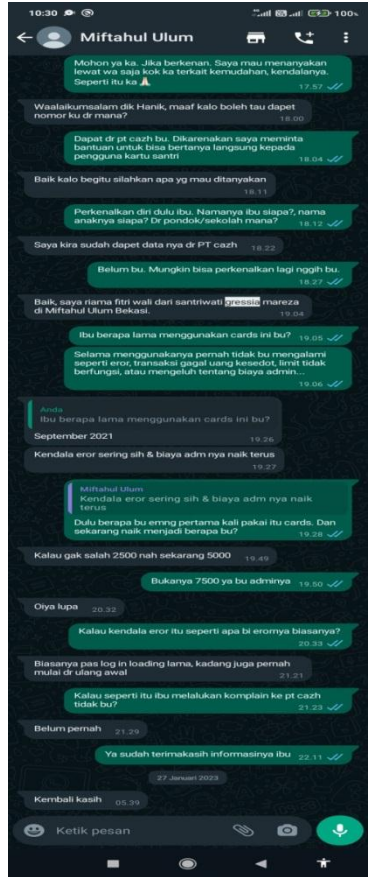 10:30
100%
Miftahul Ulum
Mohon ya ka. Jika berkenan. Saya mau menanyakan
lewat wa saja kok ka terkait kemudahan, kendalanya.
Seperti itu ka 🙏
17.57
Waalaikumsalam dik Hanik, maaf kalo boleh tau dapet
nomor ku dr mana?
18.00
Dapat dr pt cazh bu. Dikarenakan saya meminta
bantuan untuk bisa bertanya langsung kepada
pengguna kartu santri
18.04
Baik kalo begitu silahkan apa yg mau ditanyakan
18.11
Perkenalkan diri dulu ibu. Namanya ibu siapa?, nama
anaknya siapa? Dr pondok/sekolah mana?
18.12
Saya kira sudah dapet data nya dr PT cazh
18.22
Belum bu. Mungkin bisa perkenalkan lagi nggih bu.
18.27
Baik, saya riama fitri wali dari santriwati gressia mareza
di Miftahul Ulum Bekasi.
19.04
Ibu berapa lama menggunakan cards ini bu?
19.05
Selama menggunakanya pernah tidak bu mengalami
seperti eror, transaksi gagal uang kesedot, limit tidak
berfungsi, atau mengeluh tentang biaya admin...
19.06
Anda
Ibu berapa lama menggunakan cards ini bu?
September 2021
19.26
Kendala eror sering sih & biaya adm nya naik terus
19.27
Miftahul Ulum
Kendala eror sering sih & biaya adm nya naik
terus
Dulu berapa bu emng pertama kali pakai itu cards. Dan
sekarang naik menjadi berapa bu?
19.28
Kalau gak salah 2500 nah sekarang 5000
19.45
Bukanya 7500 ya bu adminya
19.50
Oiya lupa
20.32
Kalau kendala eror itu seperti apa bi eromya biasanya?
20.33
Biasanya pas log in loading lama, kadang juga pernah
mulai dr ulang awal
21.21
Kalau seperti itu ibu melalukan komplain ke pt cazh
tidak bu?
21.23
Belum pernah
21.29
Ya sudah terimakasih informasinya ibu
22.11
27 Januari 2023
Kembali kasih
05.39
Ketik pesan